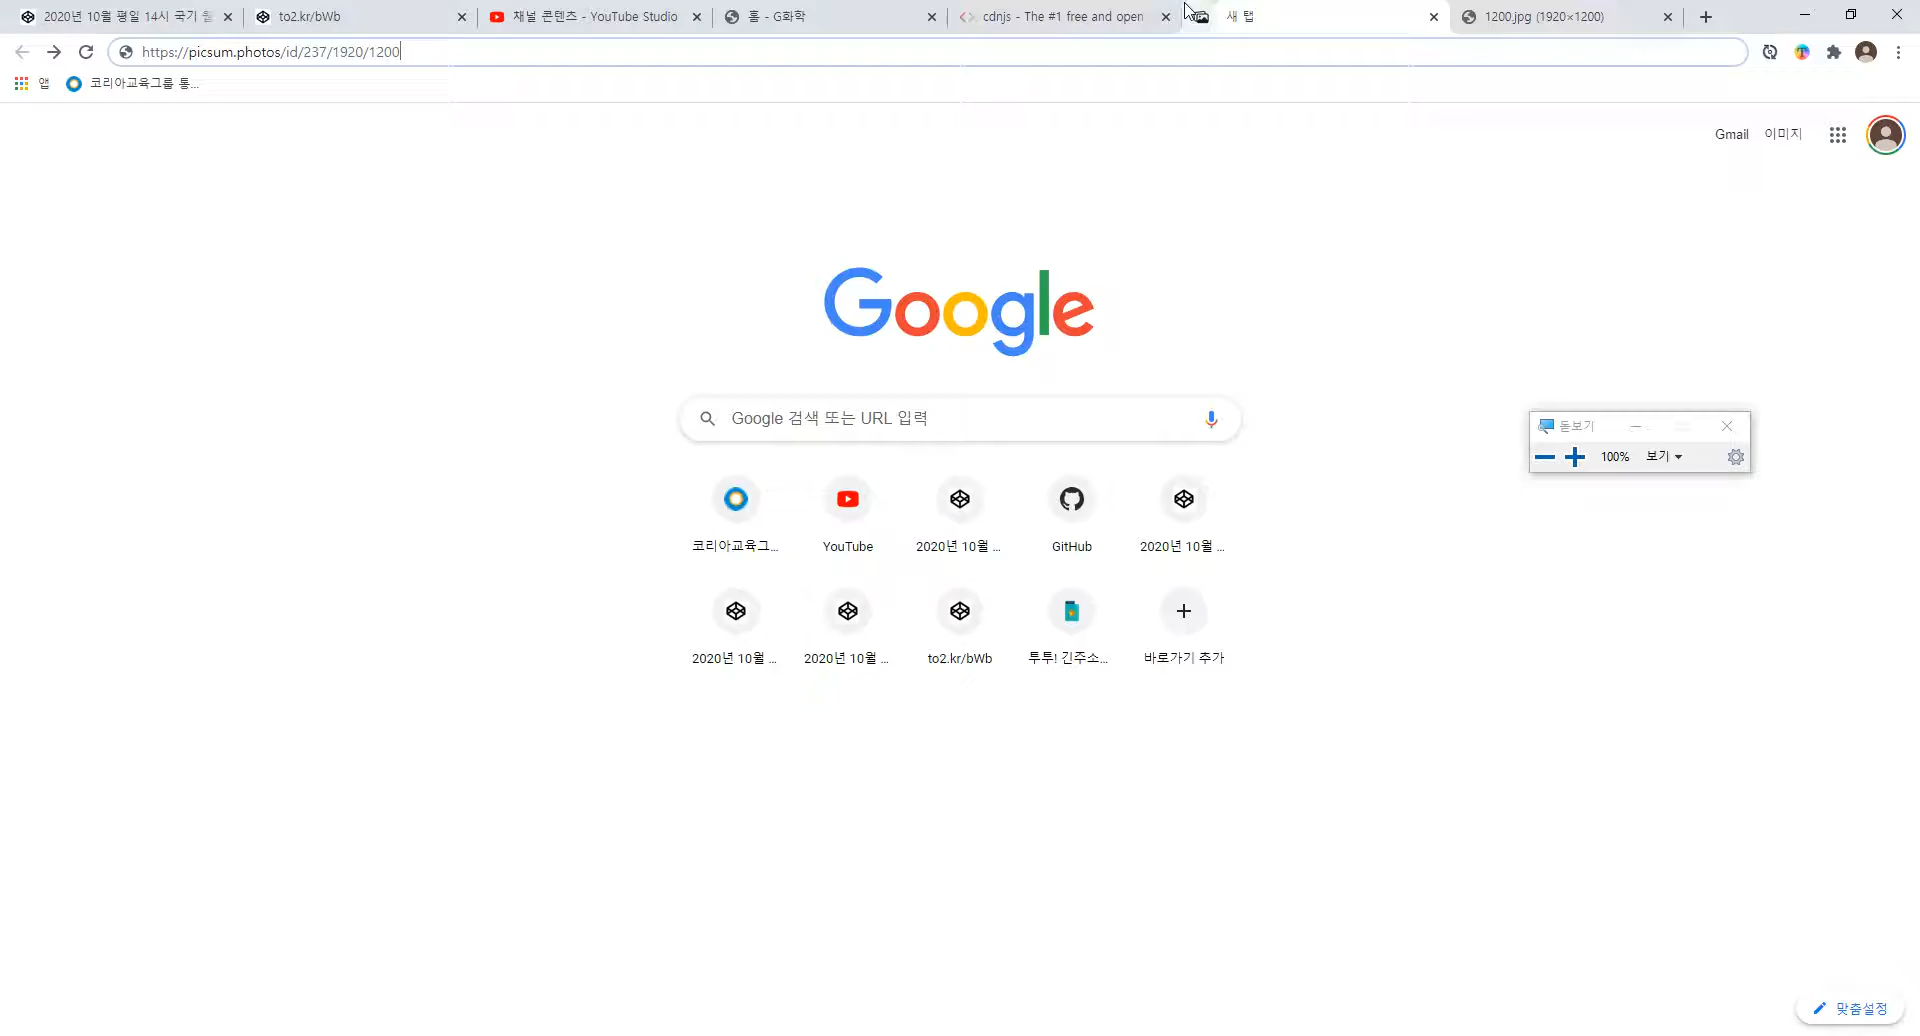 2020년 10월 평일 14시 국기 웹
to2.kr/bWb
채널 콘텐츠 - YouTube Studio
홈 - G화학
cdnjs - The #1 free and open
새 탭
1200.jpg (1920×1200)
https://picsum.photos/id/237/1920/1200
앱
코리아교육그룹 통...
Gmail
이미지
Google
Google 검색 또는 URL 입력
돋보기
100%
보기
코리아교육그...
YouTube
2020년 10월 ...
GitHub
2020년 10월 ...
2020년 10월 ...
2020년 10월 ...
to2.kr/bWb
투투! 긴주소...
바로가기 추가
맞춤설정